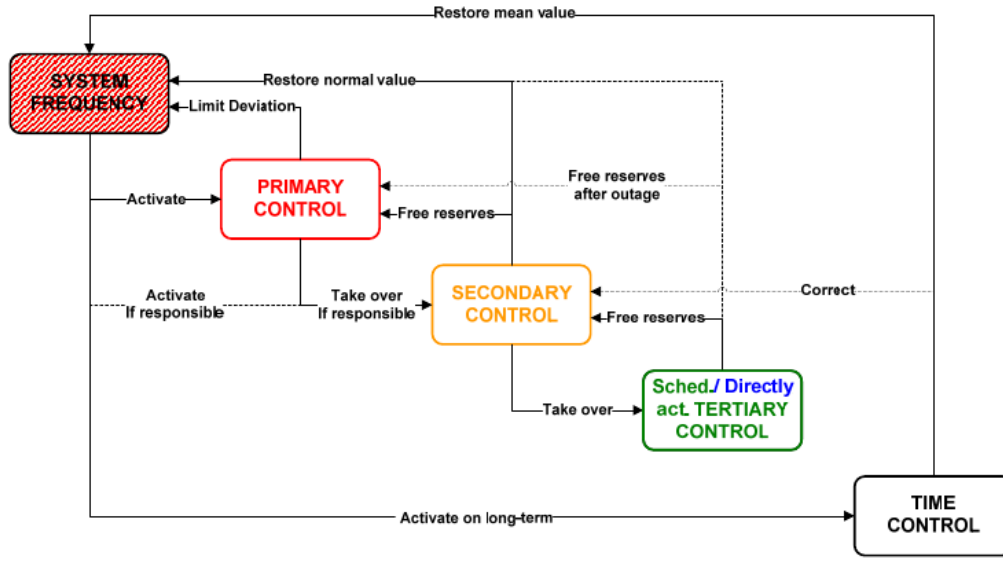 Restore mean value
SYSTEM
FREQUENCY
Restore normal value
Limit Deviation
PRIMARY
CONTROL
Activate
Free reserves
after outage
Free reserves
Activate
If responsible
Take over
If responsible
SECONDARY
CONTROL
Correct
Free reserves
Sched./ Directly
act. TERTIARY
CONTROL
Take over
TIME
CONTROL
Activate on long-term